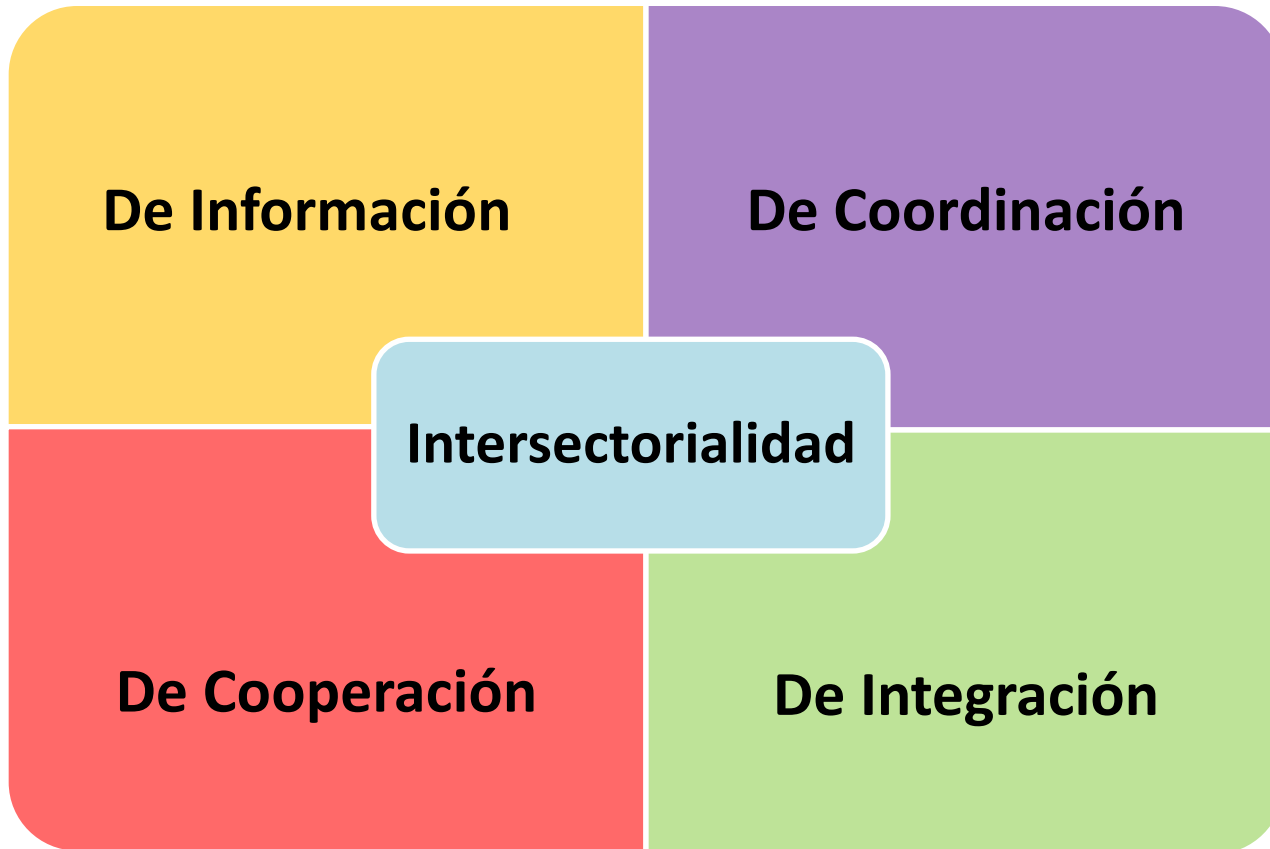 De Información
De Coordinación
Intersectorialidad
De Cooperación
De Integración